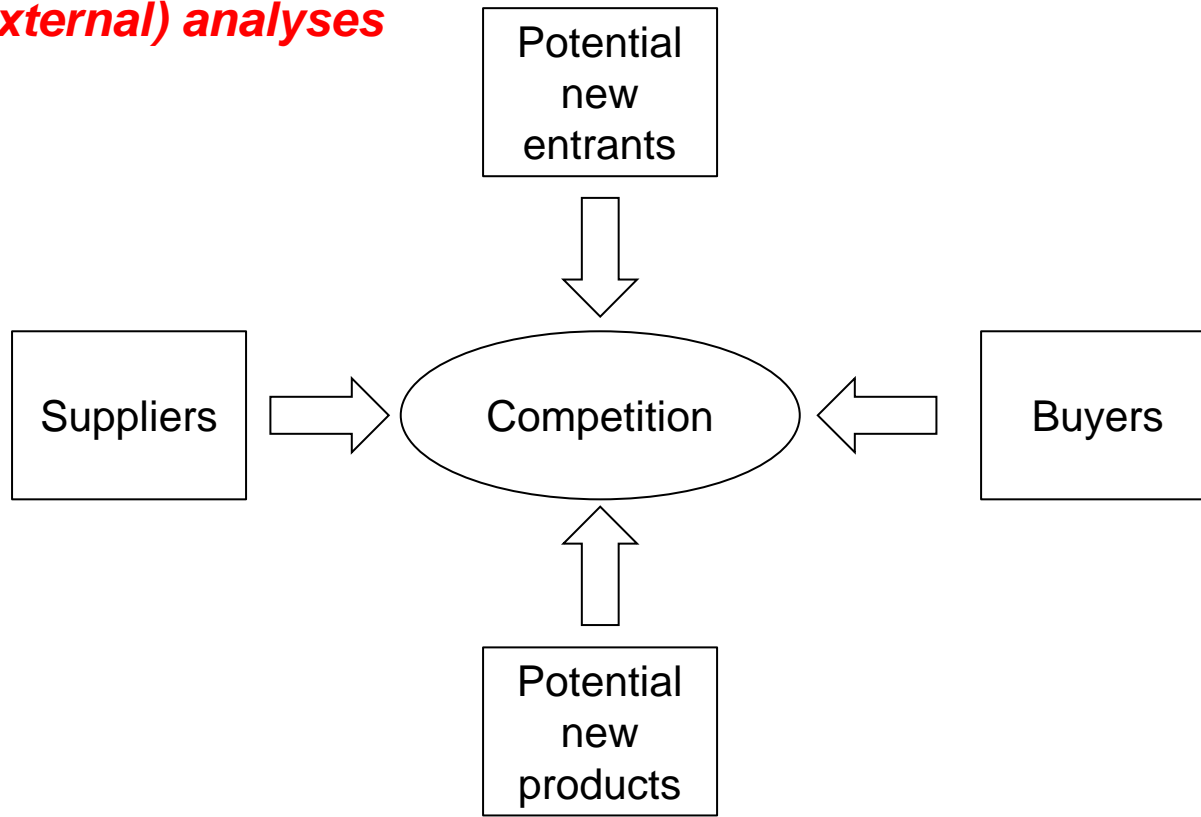 xternal) analyses
Potential
new
entrants
Suppliers
Competition
Buyers
Potential
new
products